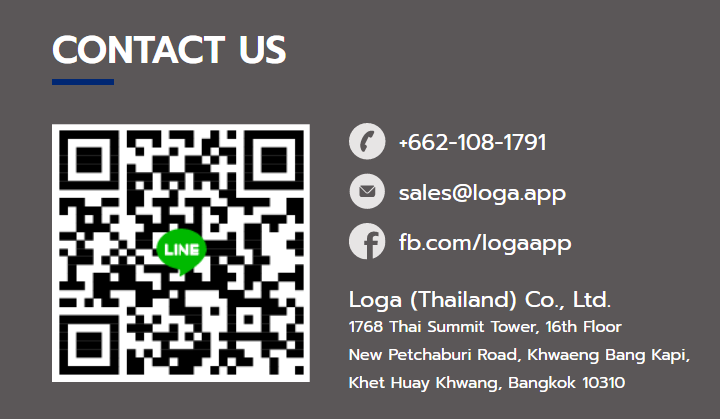 CONTACT US
LINE
+662-108-1791
sales@loga.app
fb.com/logaapp
Loga (Thailand) Co., Ltd.
1768 Thai Summit Tower, 16th Floor
New Petchaburi Road, Khwaeng Bang Kapi,
Khet Huay Khwang, Bangkok 10310